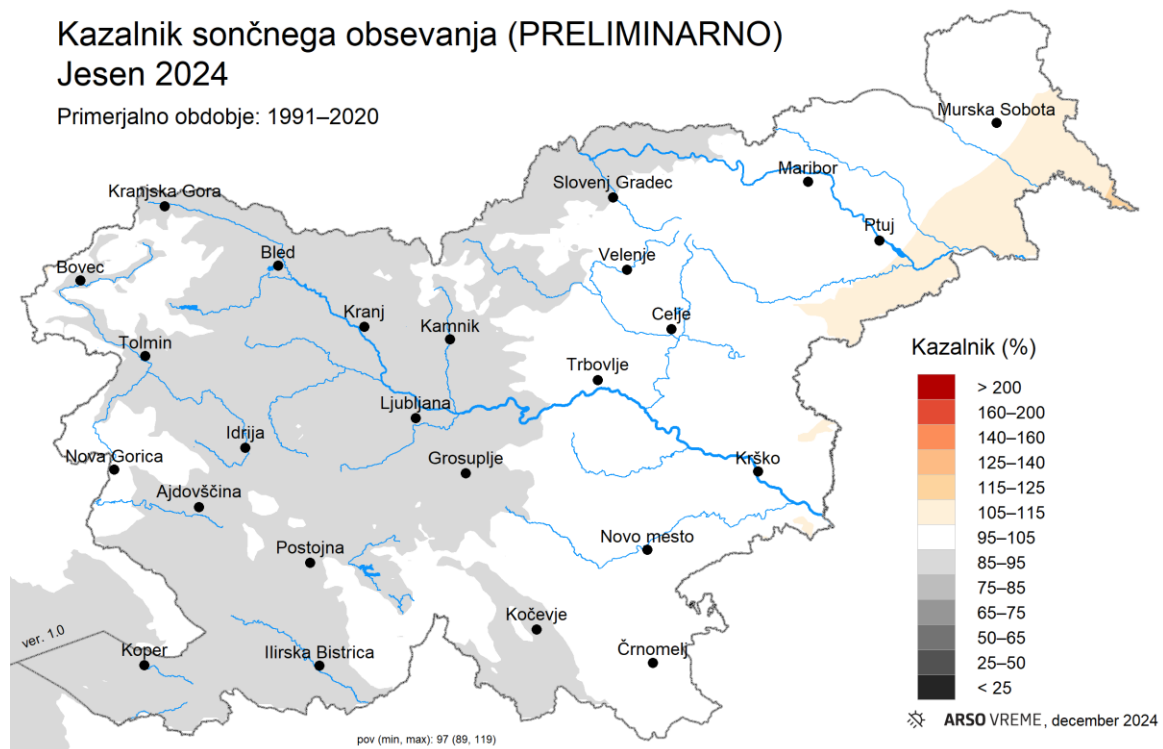 Kazalnik sončnega obsevanja (PRELIMINARNO)
Jesen 2024
Primerjalno obdobje: 1991–2020
Murska Sobota
Maribor
Slovenj Gradec
Kranjska Gora
Ptuj
Bled
Velenje
Bovec
Kranj
Kamnik
Celje
Tolmin
Trbovlje
Ljubljana
Idrija
Nova Gorica
Grosuplje
Krško
Ajdovščina
Novo mesto
Postojna
Kočevje
ver. 1.0
Koper
Ilirska Bistrica
Črnomelj
Kazalnik (%)
> 200
160–200
140–160
125–140
115–125
105–115
95–105
85–95
75–85
65–75
50–65
25–50
< 25
ARSO VREME, december 2024
pov (min, max): 97 (89, 119)